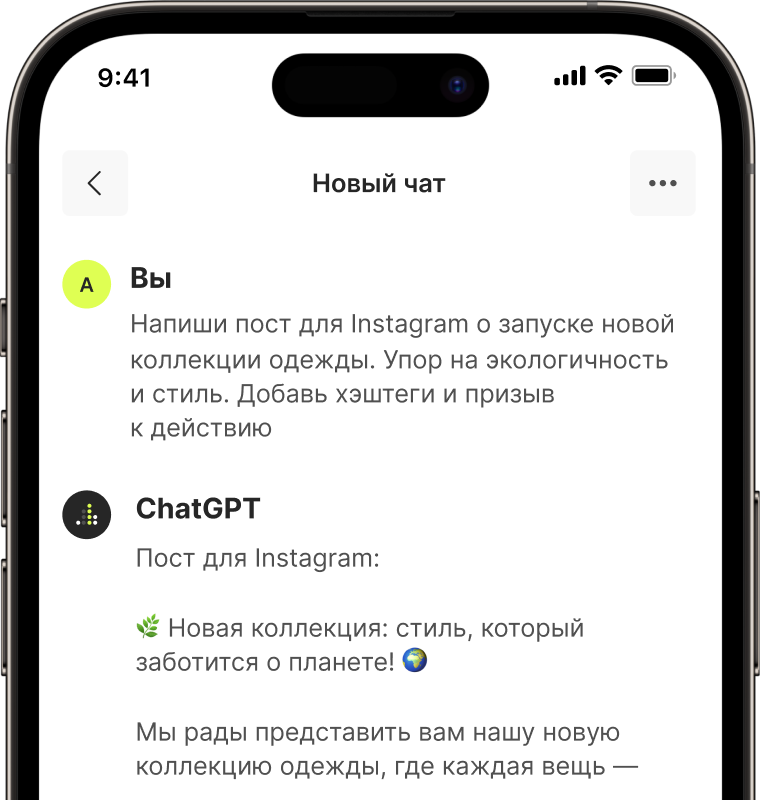 9:41
Новый чат
A
Вы
Напиши пост для Instagram о запуске новой
коллекции одежды. Упор на экологичность
и стиль. Добавь хэштеги и призыв
к действию
ChatGPT
Пост для Instagram:
🌿 Новая коллекция: стиль, который
заботится о планете! 🌍
Мы рады представить вам нашу новую
коллекцию одежды, где каждая вещь —